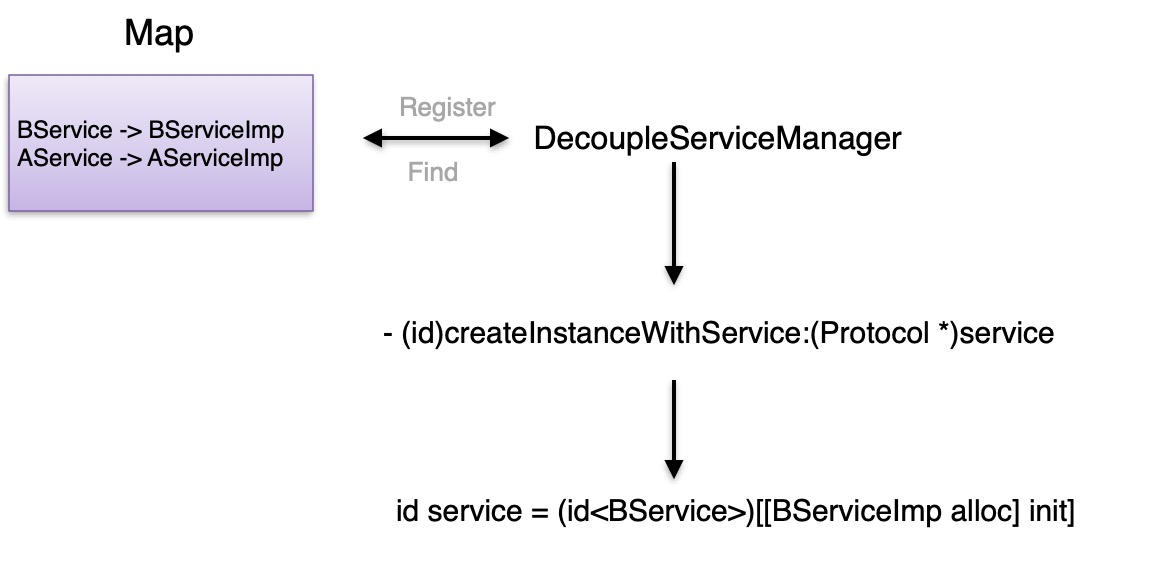 Map
BService -> BServiceImp
AService -> AServiceImp
Register
Find
DecoupleServiceManager
- (id)createInstanceWithService:(Protocol *)service
id service = (id<BService>)[[BServiceImp alloc] init]